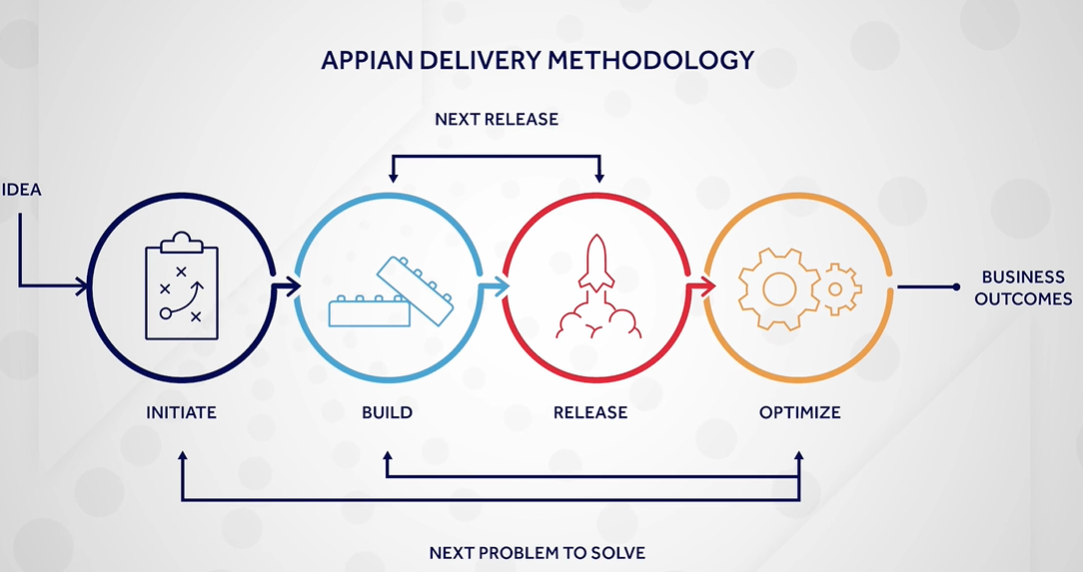 APPIAN DELIVERY METHODOLOGY
NEXT RELEASE
IDEA
BUSINESS
OUTCOMES
INITIATE
BUILD
RELEASE
OPTIMIZE
NEXT PROBLEM TO SOLVE